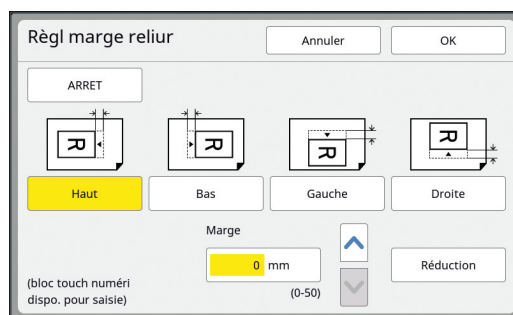 Règl marge reliur
Annuler
OK
ARRET
R
R
R
R
Haut
Bas
Gauche
Droite
Marge
0 mm
Réduction
(bloc touch numéri
dispo. pour saisie)
(0-50)